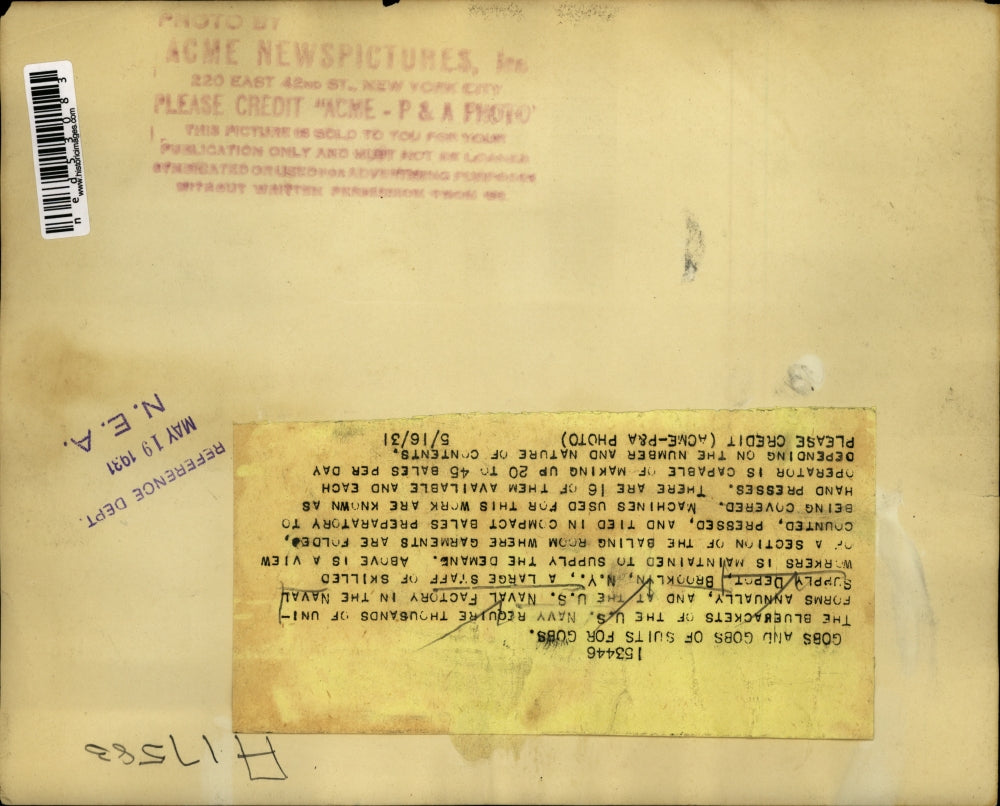 PHOTO BY
ACME NEWSPICTURES, Inc
220 EAST 42ND ST., NEW YORK CITY
PLEASE CREDIT "ACME - P & A PHOTO"
THIS PICTURE IS SOLD TO YOU FOR YOUR
PUBLICATION ONLY AND MUST NOT BE LOANED
SYNDICATED OR USED FOR ADVERTISING PURPOSES
WITHOUT WRITTEN PERMISSION FROM US
www.historicimages.com
ned53083
REFERENCE DEPT.
MAY 19 1931
N. E. A.
153446
GOBS AND GOBS OF SUITS FOR GOBS.
THE BLUEJACKETS OF THE U.S. NAVY REQUIRE THOUSANDS OF UNI-
FORMS ANNUALLY, AND AT THE U.S. NAVAL FACTORY IN THE NAVAL
SUPPLY DEPOT, BROOKLYN, N.Y., A LARGE STAFF OF SKILLED
WORKERS IS MAINTAINED TO SUPPLY THE DEMAND. ABOVE IS A VIEW
OF A SECTION OF THE BALING ROOM WHERE GARMENTS ARE FOLDED,
COUNTED, PRESSED, AND TIED IN COMPACT BALES PREPARATORY TO
BEING COVERED. MACHINES USED FOR THIS WORK ARE KNOWN AS
HAND PRESSES. THERE ARE 16 OF THEM AVAILABLE AND EACH
OPERATOR IS CAPABLE OF MAKING UP 20 TO 45 BALES PER DAY
DEPENDING ON THE NUMBER AND NATURE OF CONTENTS.
PLEASE CREDIT (ACME-P&A PHOTO) 5/16/31
A17583